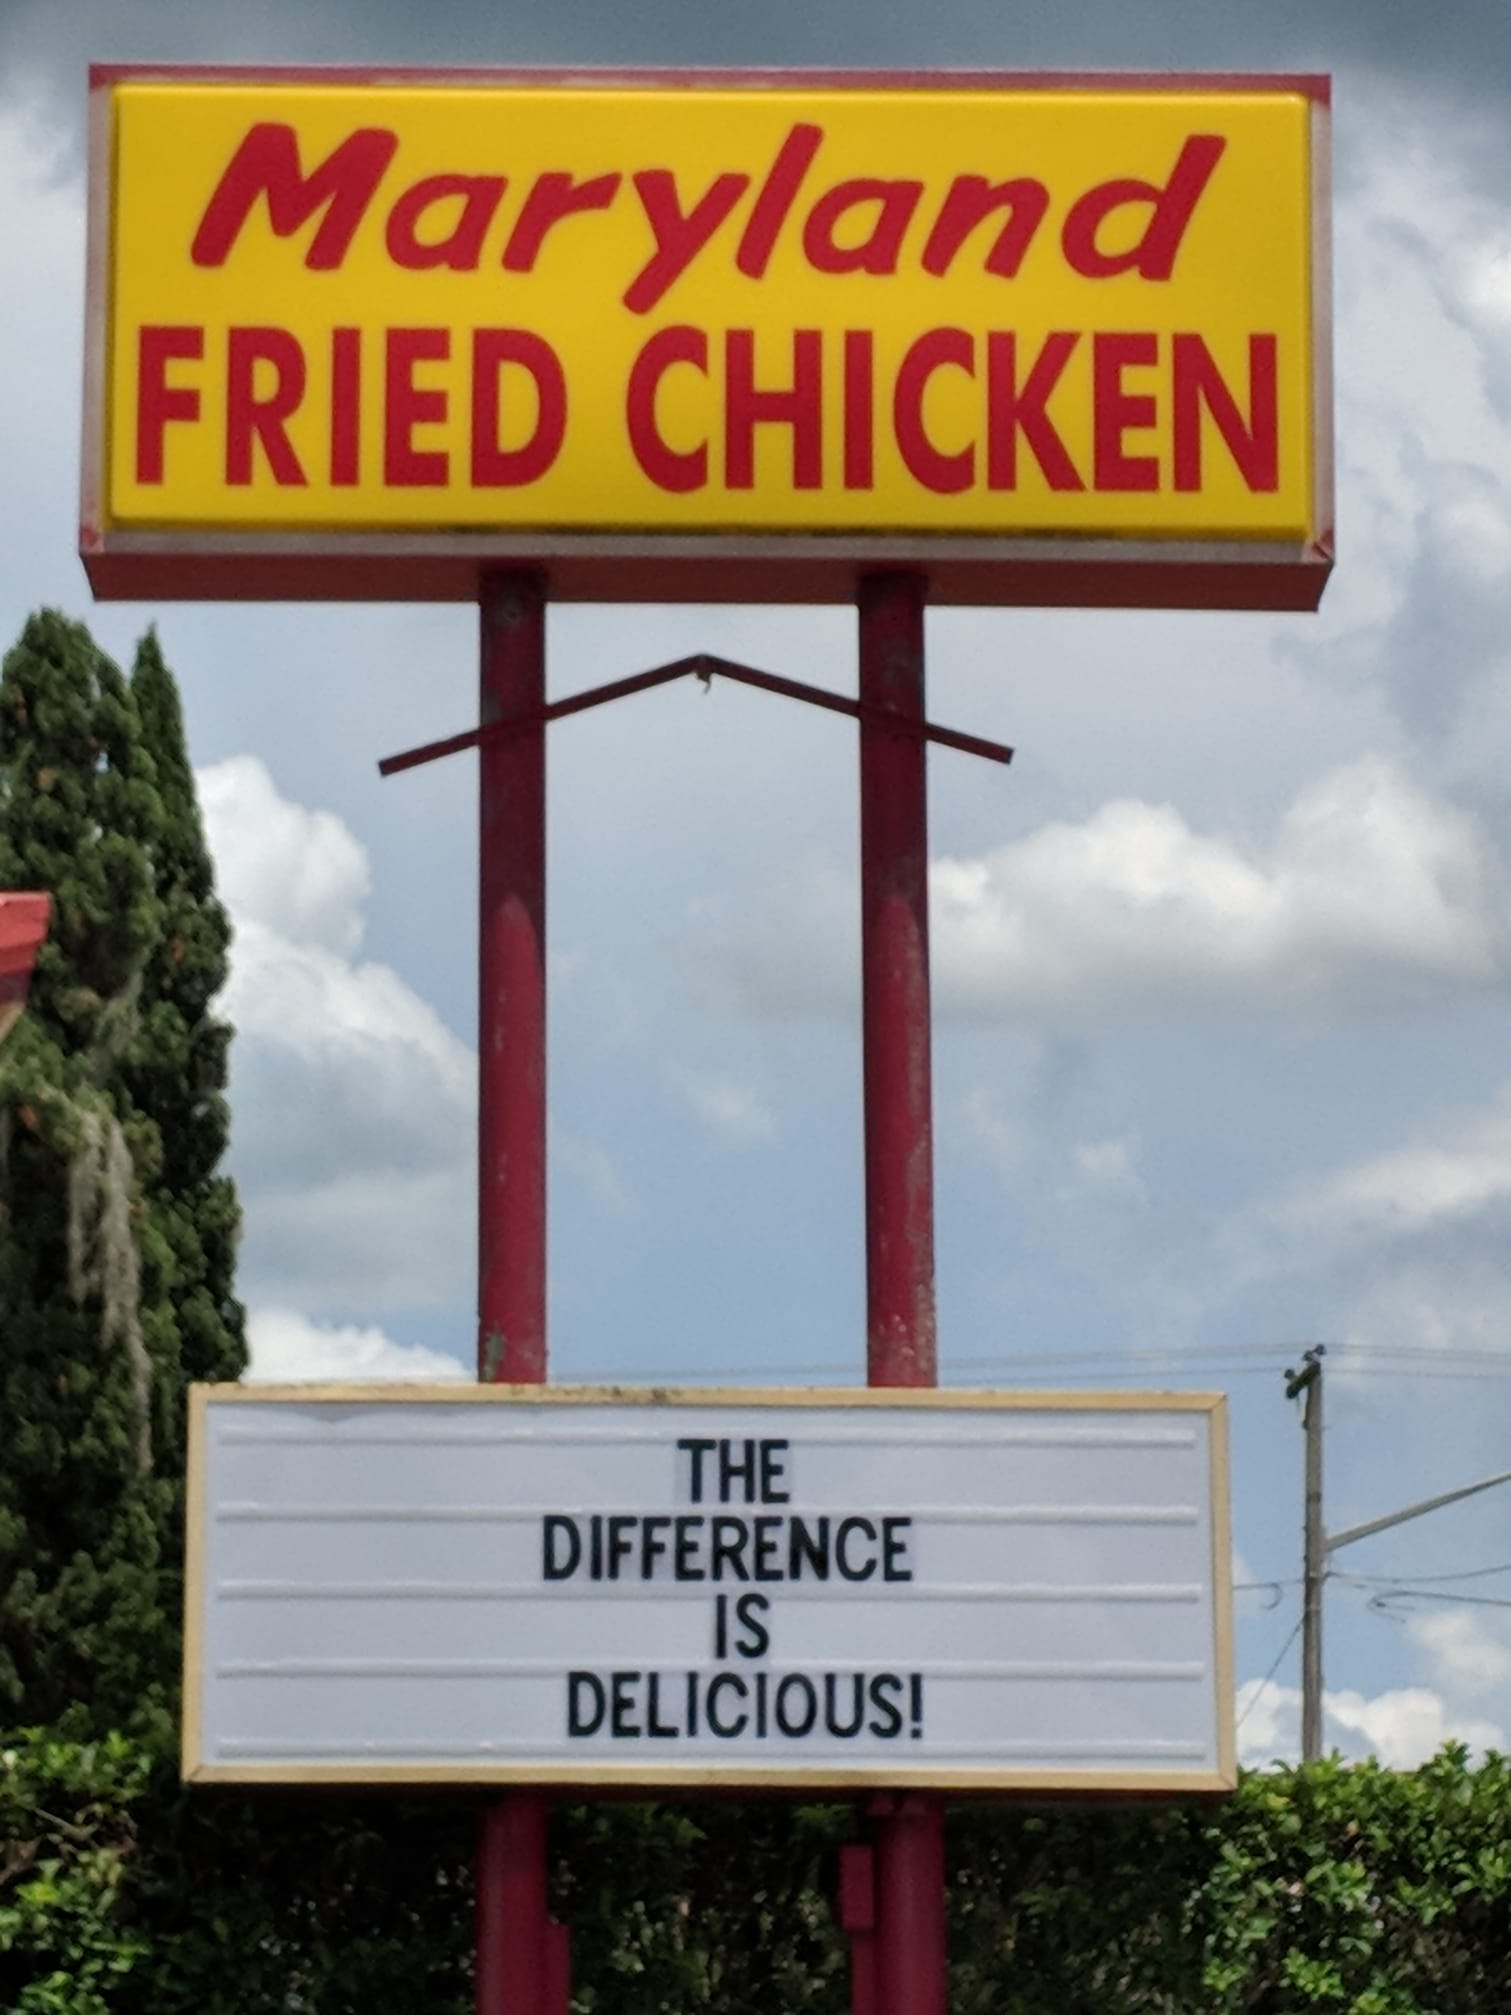 Maryland
FRIED CHICKEN
THE
DIFFERENCE
IS
DELICIOUS!